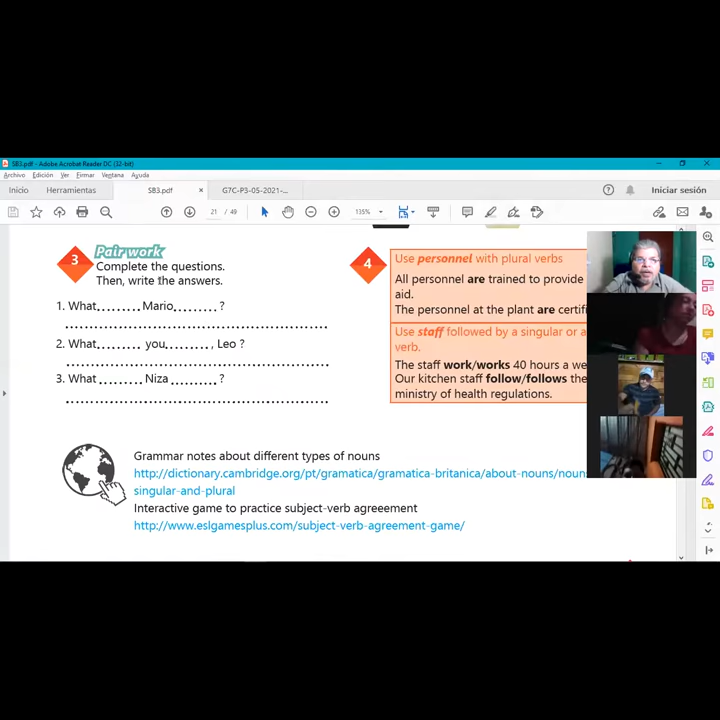 SB3.pdf - Adobe Acrobat Reader DC (32-bit)
Archivo Edición Ver Firmar Ventana Ayuda
Inicio Herramientas SB3.pdf × G7C-P3-05-2021-... Iniciar sesión
21 / 49 135%
3 Pair work
Complete the questions.
Then, write the answers.
1. What......... Mario......... ?
2. What......... you........., Leo ?
3. What ......... Niza ......... ?
4
Use personnel with plural verbs
All personnel are trained to provide
aid.
The personnel at the plant are certifi
Use staff followed by a singular or a
verb.
The staff work/works 40 hours a we
Our kitchen staff follow/follows the
ministry of health regulations.
Grammar notes about different types of nouns
http://dictionary.cambridge.org/pt/gramatica/gramatica-britanica/about-nouns/nouns
singular-and-plural
Interactive game to practice subject-verb agreeement
http://www.eslgamesplus.com/subject-verb-agreement-game/